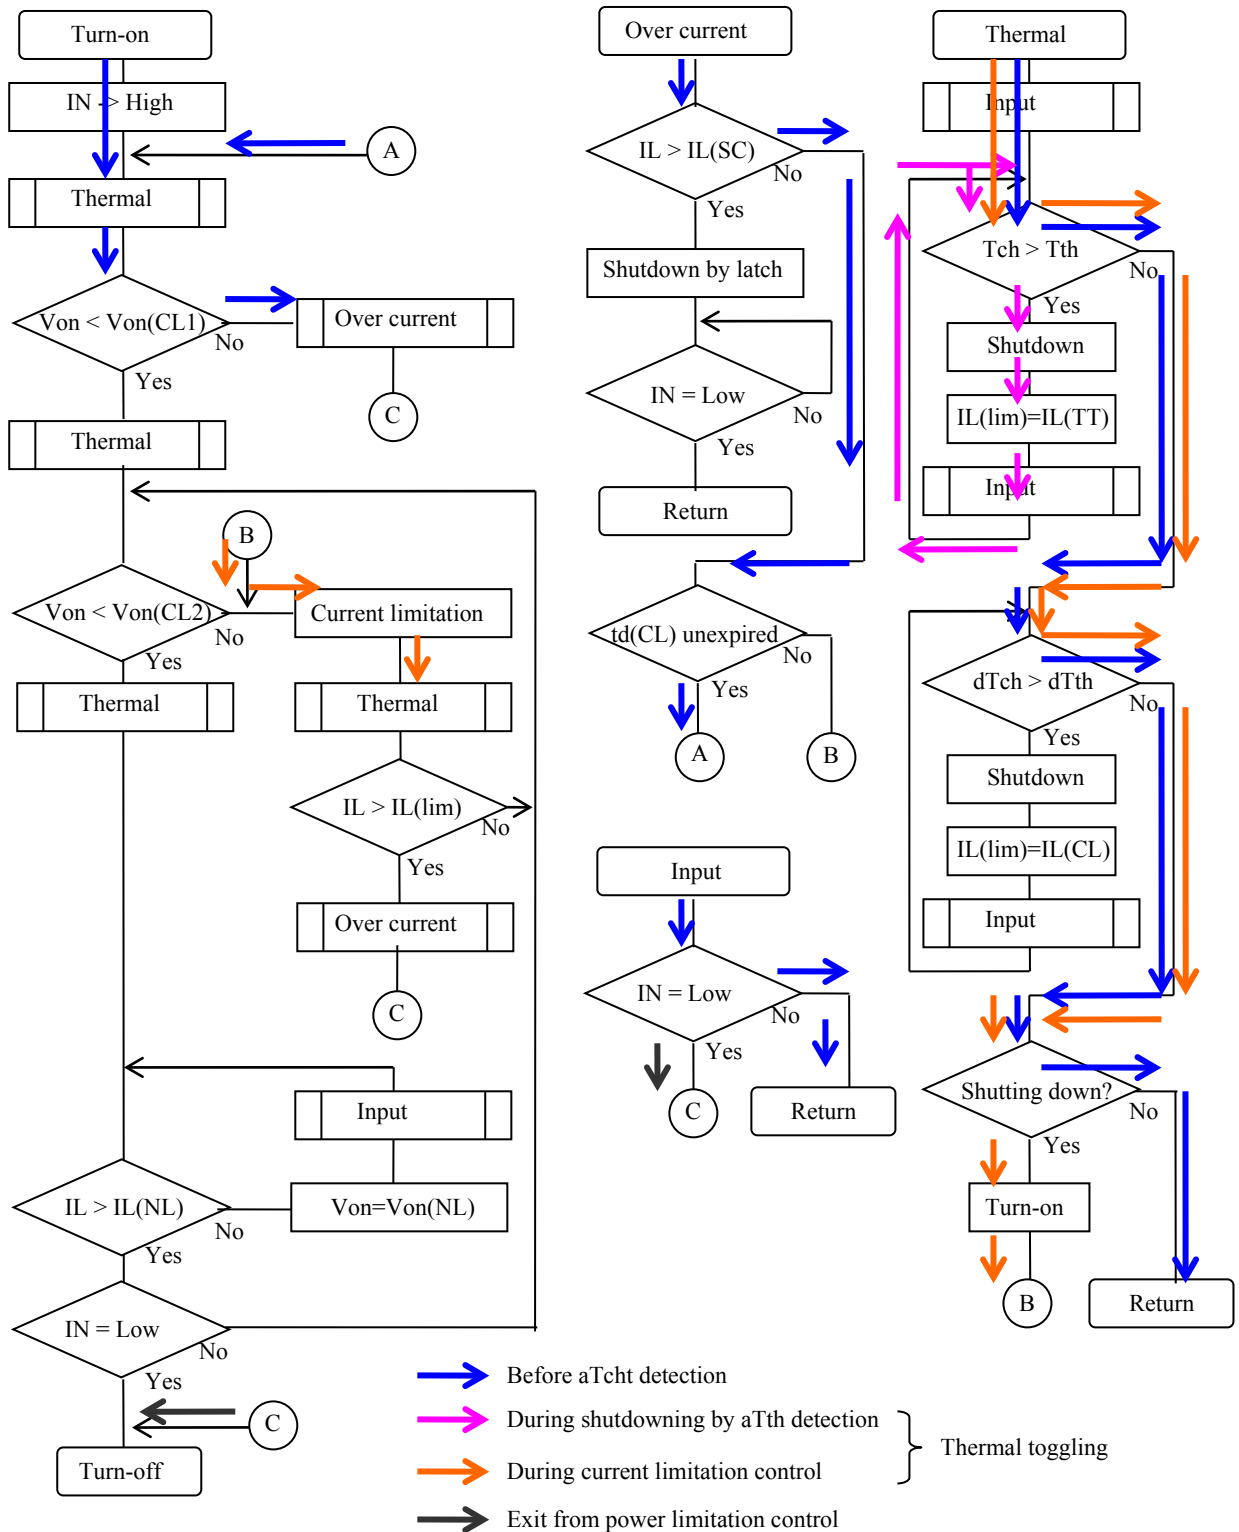 Turn-on
IN -> High
A
Thermal
Von < Von(CL1)
No
Yes
Over current
C
Thermal
B
Von < Von(CL2)
No
Yes
Current limitation
Thermal
Thermal
IL > IL(lim)
No
Yes
Over current
C
Input
IL > IL(NL)
No
Yes
Von=Von(NL)
IN = Low
No
Yes
C
Turn-off
Over current
IL > IL(SC)
No
Yes
Shutdown by latch
IN = Low
No
Yes
Return
td(CL) unexpired
No
Yes
A
B
Input
IN = Low
No
Yes
C
Return
Thermal
Input
Tch > Tth
No
Yes
Shutdown
IL(lim)=IL(TT)
Input
dTch > dTth
No
Yes
Shutdown
IL(lim)=IL(CL)
Input
Shutting down?
No
Yes
Turn-on
B
Return
Before aTcht detection
During shutdowning by aTth detection
Thermal toggling
During current limitation control
Exit from power limitation control